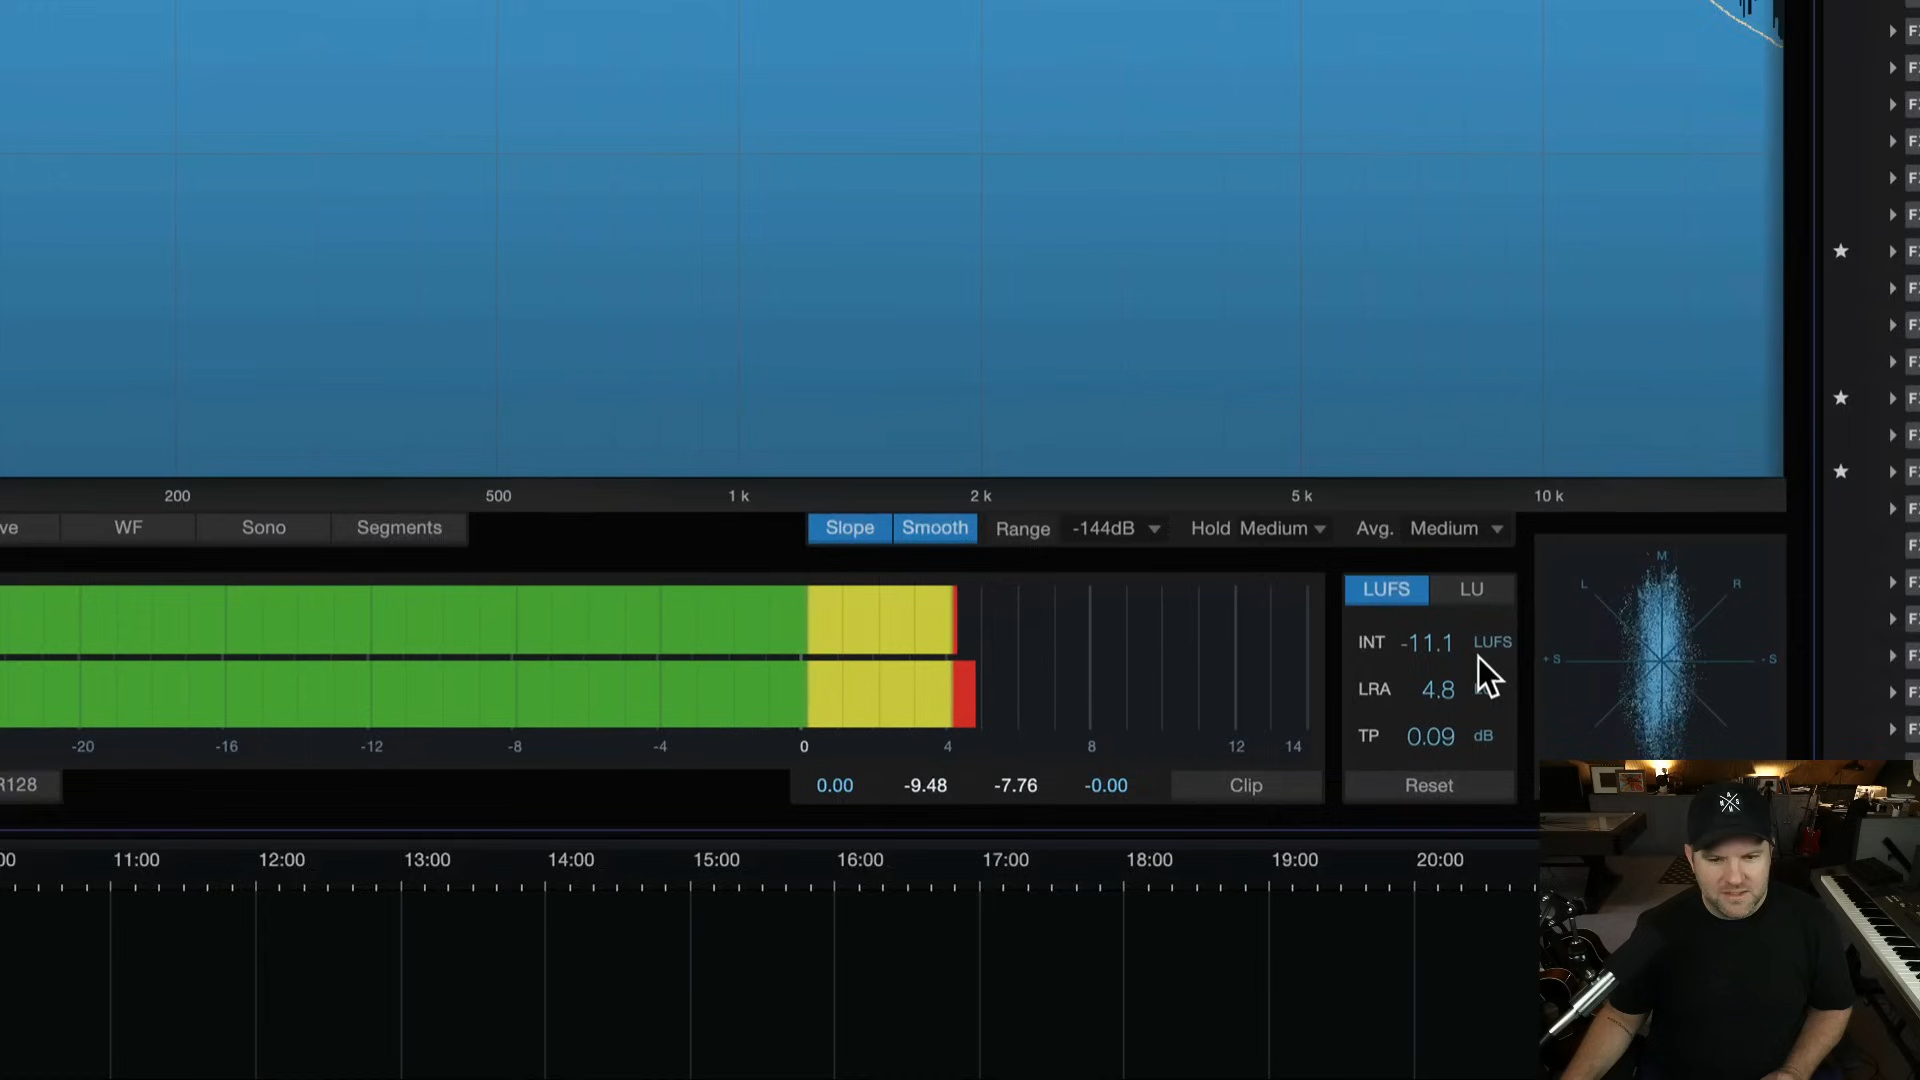 200 500 1 k 2 k 5 k 10 k
ve WF Sono Segments Slope Smooth Range -144dB Hold Medium Avg. Medium
LUFS LU
INT -11.1 LUFS
LRA 4.8
TP 0.09 dB
Reset
-20 -16 -12 -8 -4 0 4 8 12 14
R128 0.00 -9.48 -7.76 -0.00 Clip
M
L R
+S -S
00 11:00 12:00 13:00 14:00 15:00 16:00 17:00 18:00 19:00 20:00